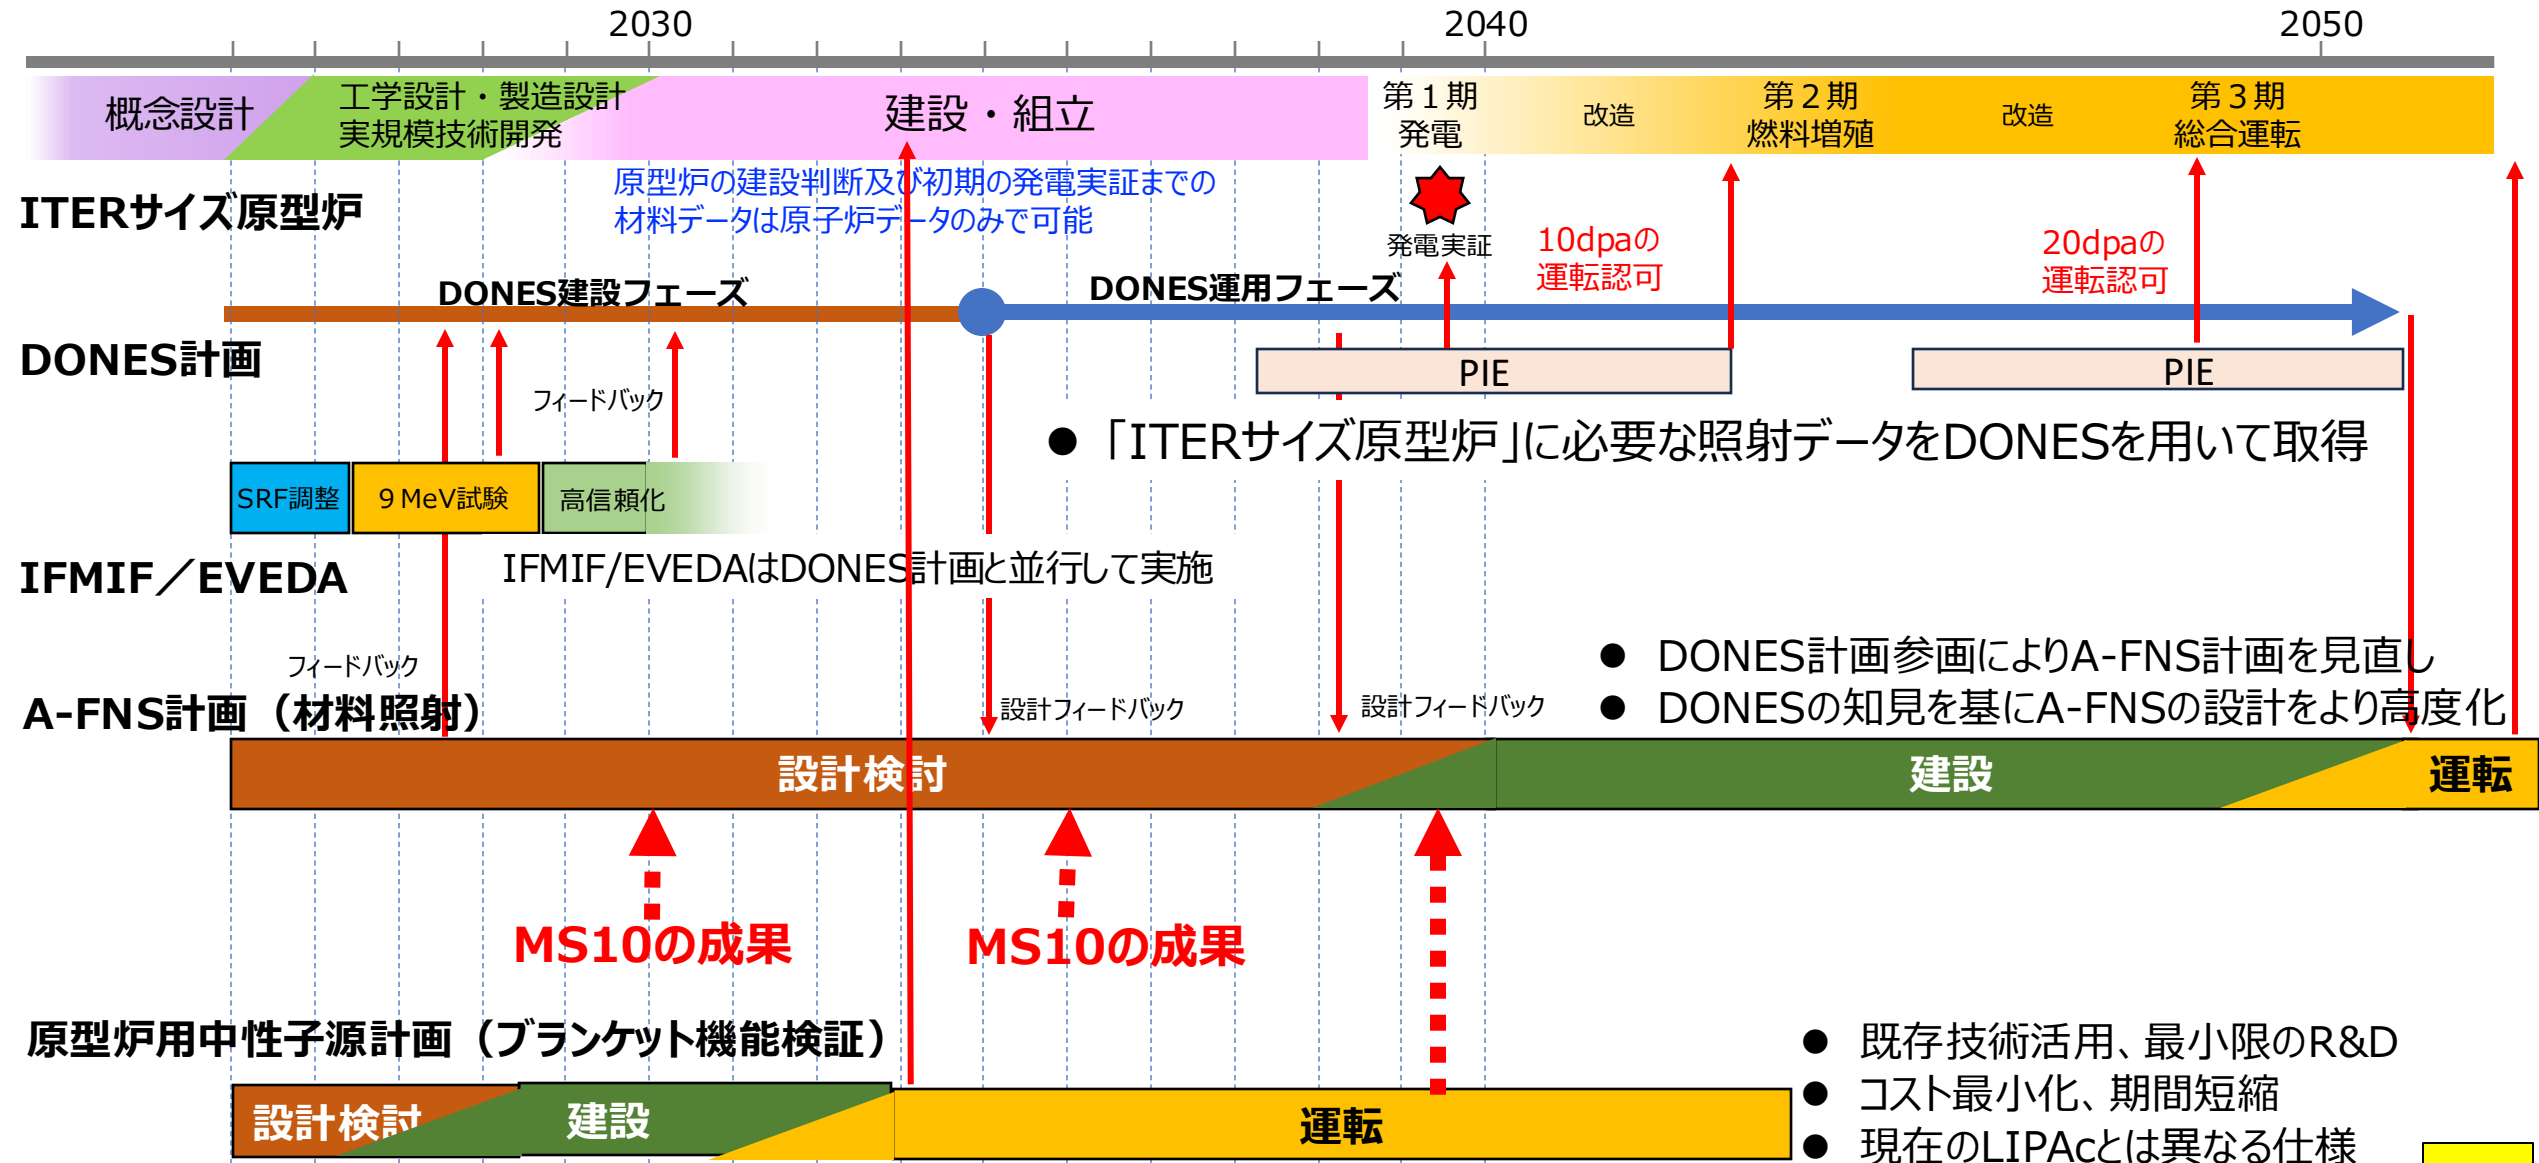 2030
2040
2050
概念設計
工学設計・製造設計
実規模技術開発
建設・組立
第１期
発電
改造
第２期
燃料増殖
改造
第３期
総合運転
ITERサイズ原型炉
原型炉の建設判断及び初期の発電実証までの
材料データは原子炉データのみで可能
発電実証
10dpaの
運転認可
20dpaの
運転認可
DONES建設フェーズ
DONES運用フェーズ
DONES計画
PIE
PIE
フィードバック
● 「ITERサイズ原型炉」に必要な照射データをDONESを用いて取得
SRF調整
９MeV試験
高信頼化
IFMIF／EVEDA
IFMIF/EVEDAはDONES計画と並行して実施
フィードバック
● DONES計画参画によりA-FNS計画を見直し
● DONESの知見を基にA-FNSの設計をより高度化
A-FNS計画（材料照射）
設計フィードバック
設計フィードバック
設計検討
建設
運転
MS10の成果
MS10の成果
原型炉用中性子源計画（ブランケット機能検証）
● 既存技術活用、最小限のR&D
● コスト最小化、期間短縮
● 現在のLIPAcとは異なる仕様
設計検討
建設
運転